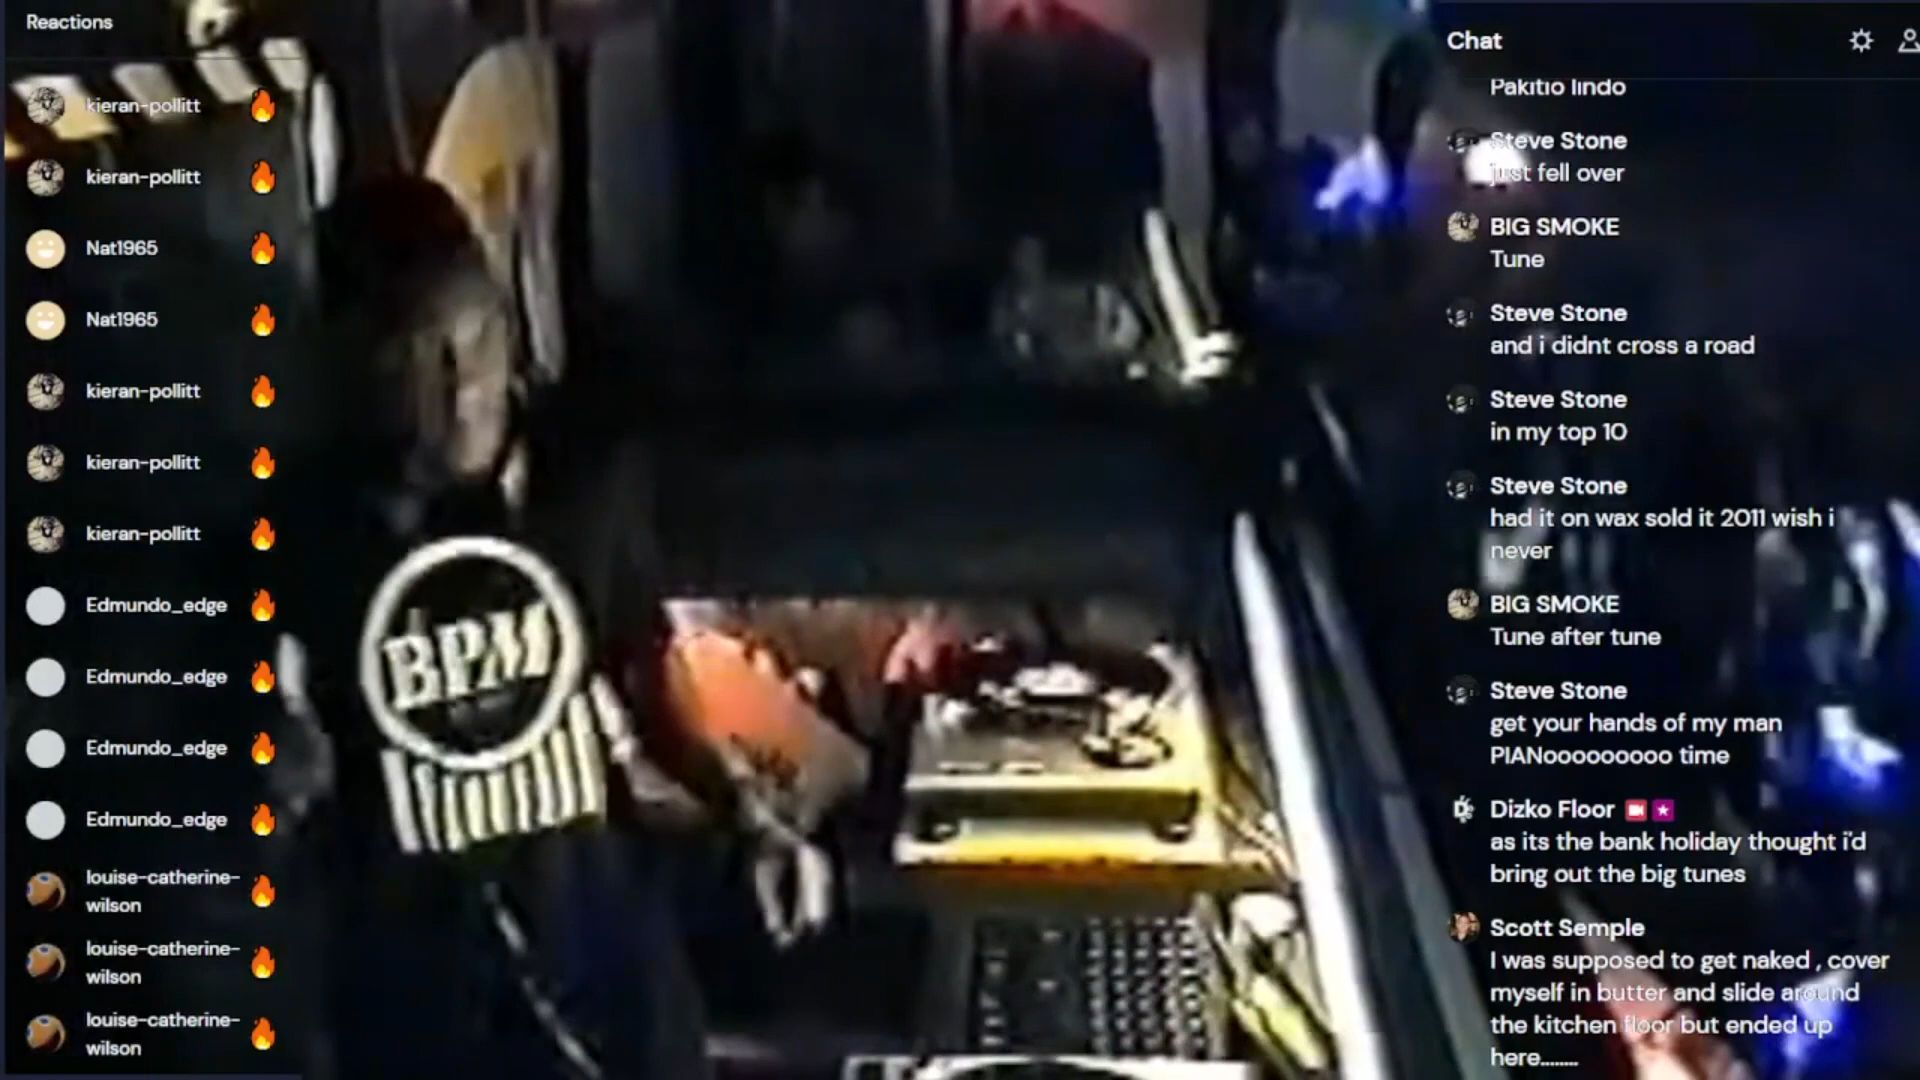 Reactions
kieran-pollitt
kieran-pollitt
Nat1965
Nat1965
kieran-pollitt
kieran-pollitt
kieran-pollitt
Edmundo_edge
Edmundo_edge
Edmundo_edge
Edmundo_edge
louise-catherine-
wilson
louise-catherine-
wilson
louise-catherine-
wilson
BPM
Chat
Pakitio lindo
Steve Stone
just fell over
BIG SMOKE
Tune
Steve Stone
and i didnt cross a road
Steve Stone
in my top 10
Steve Stone
had it on wax sold it 2011 wish i
never
BIG SMOKE
Tune after tune
Steve Stone
get your hands of my man
PIANooooooooo time
Dizko Floor
as its the bank holiday thought i'd
bring out the big tunes
Scott Semple
I was supposed to get naked , cover
myself in butter and slide around
the kitchen floor but ended up
here........